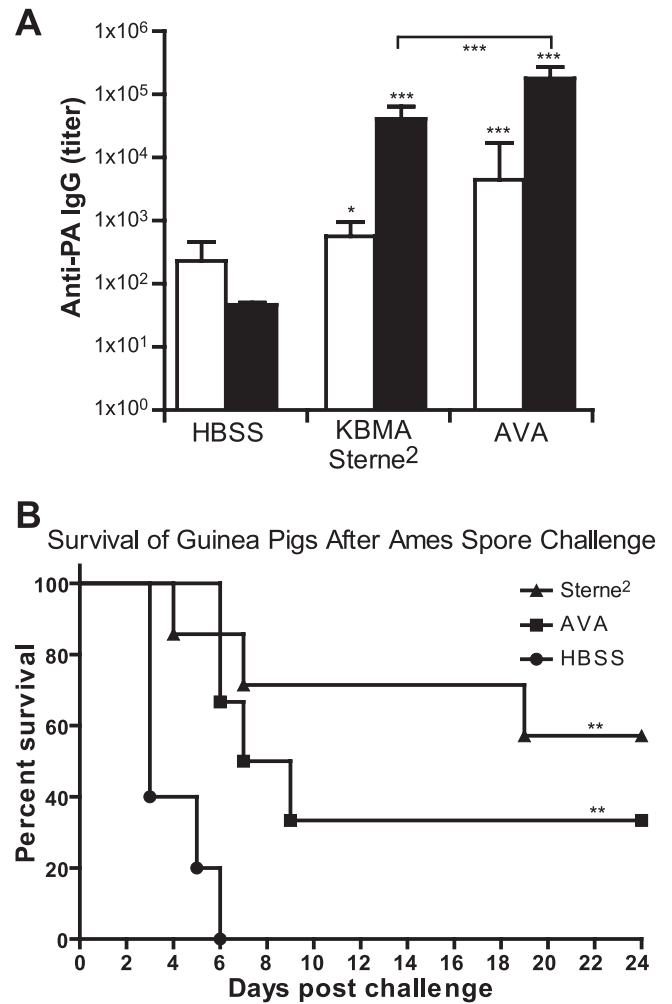 A
Anti-PA IgG (titer)
1x10⁶
1x10⁵
1x10⁴
1x10³
1x10²
1x10¹
1x10⁰
***
***
***
***
*
HBSS
KBMA
Sterne²
AVA
B
Survival of Guinea Pigs After Ames Spore Challenge
Percent survival
100
80
60
40
20
0
Sterne²
AVA
HBSS
**
**
0 2 4 6 8 10 12 14 16 18 20 22 24
Days post challenge